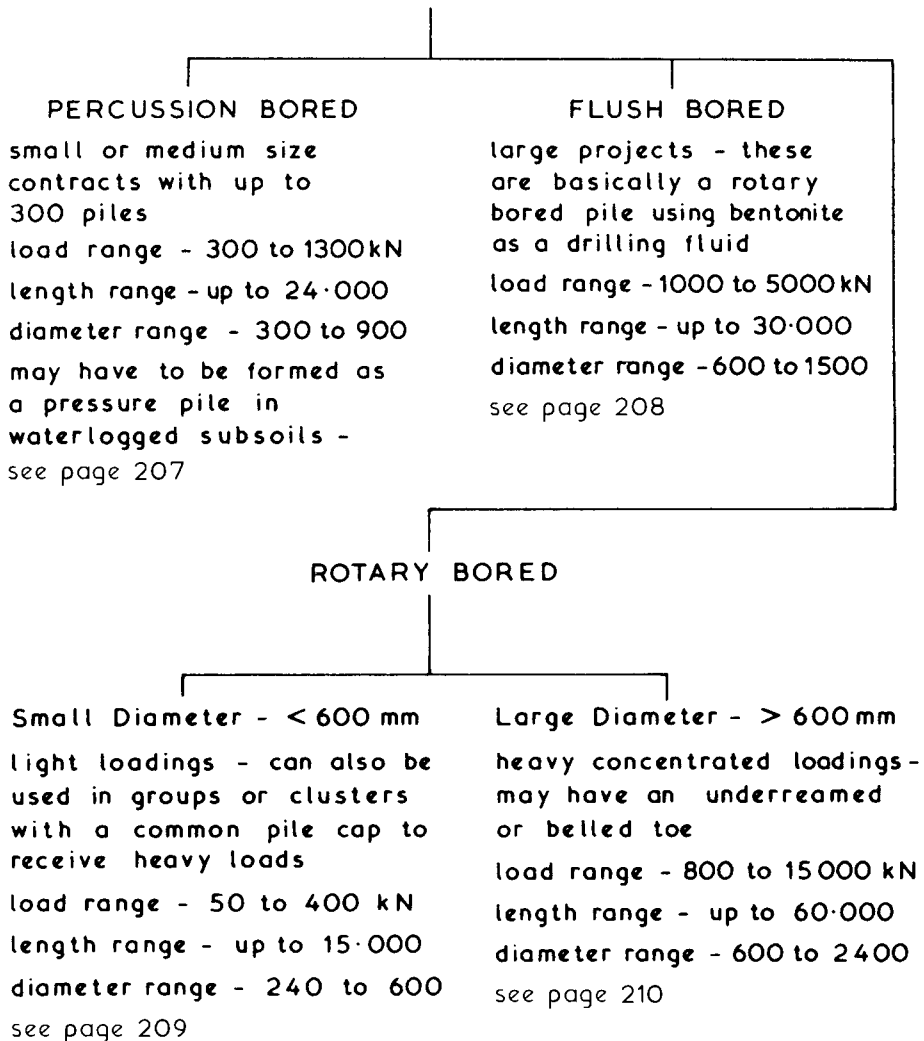 PERCUSSION BORED
small or medium size
contracts with up to
300 piles
load range - 300 to 1300kN
length range - up to 24·000
diameter range - 300 to 900
may have to be formed as
a pressure pile in
waterlogged subsoils -
see page 207
FLUSH BORED
large projects - these
are basically a rotary
bored pile using bentonite
as a drilling fluid
load range - 1000 to 5000 kN
length range - up to 30·000
diameter range - 600 to 1500
see page 208
ROTARY BORED
Small Diameter - < 600 mm
light loadings - can also be
used in groups or clusters
with a common pile cap to
receive heavy loads
load range - 50 to 400 kN
length range - up to 15·000
diameter range - 240 to 600
see page 209
Large Diameter - > 600 mm
heavy concentrated loadings -
may have an underreamed
or belled toe
load range - 800 to 15000 kN
length range - up to 60·000
diameter range - 600 to 2400
see page 210